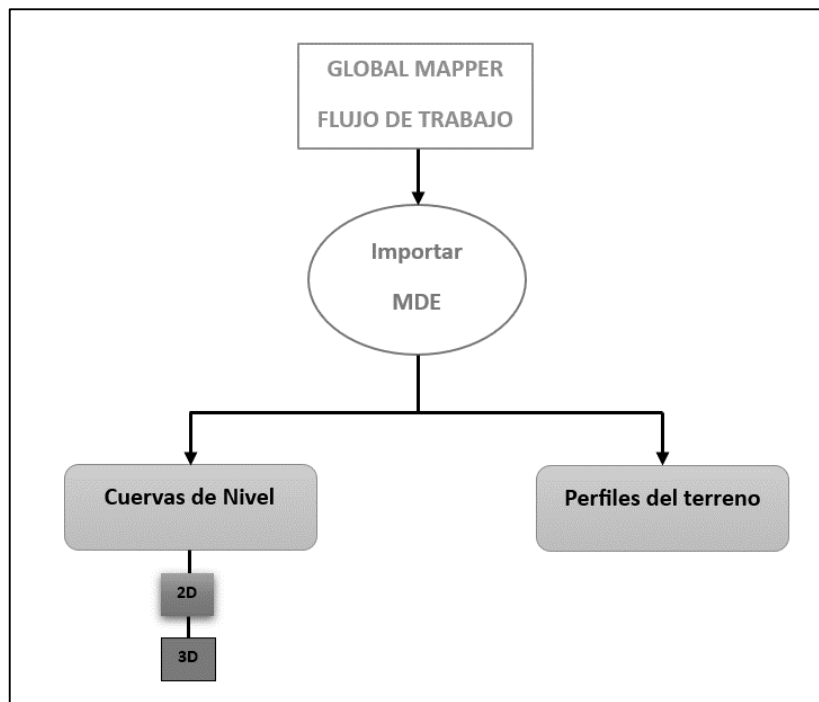 GLOBAL MAPPER
FLUJO DE TRABAJO
Importar
MDE
Cuervas de Nivel
Perfiles del terreno
2D
3D